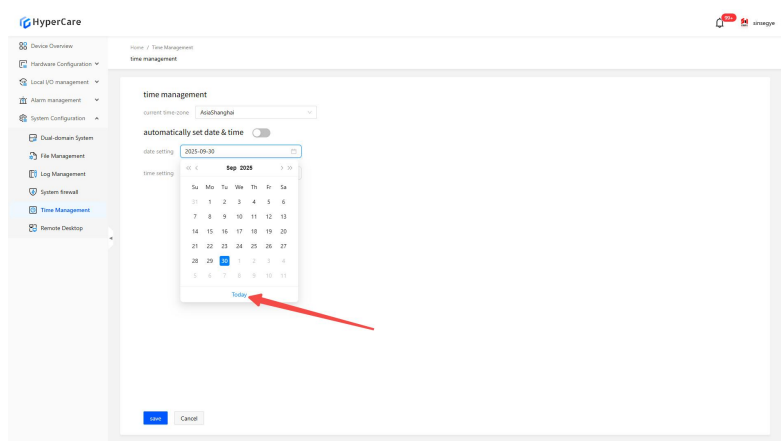 HyperCare
99+
sinsegye
Device Overview
Hardware Configuration
Local I/O management
Alarm management
System Configuration
Dual-domain System
File Management
Log Management
System firewall
Time Management
Remote Desktop
Home / Time Management
time management
time management
current time-zone AsiaShanghai
automatically set date & time
date setting 2025-09-30
time setting
Sep 2025
Su Mo Tu We Th Fr Sa
31 1 2 3 4 5 6
7 8 9 10 11 12 13
14 15 16 17 18 19 20
21 22 23 24 25 26 27
28 29 30 1 2 3 4
5 6 7 8 9 10 11
Today
save Cancel